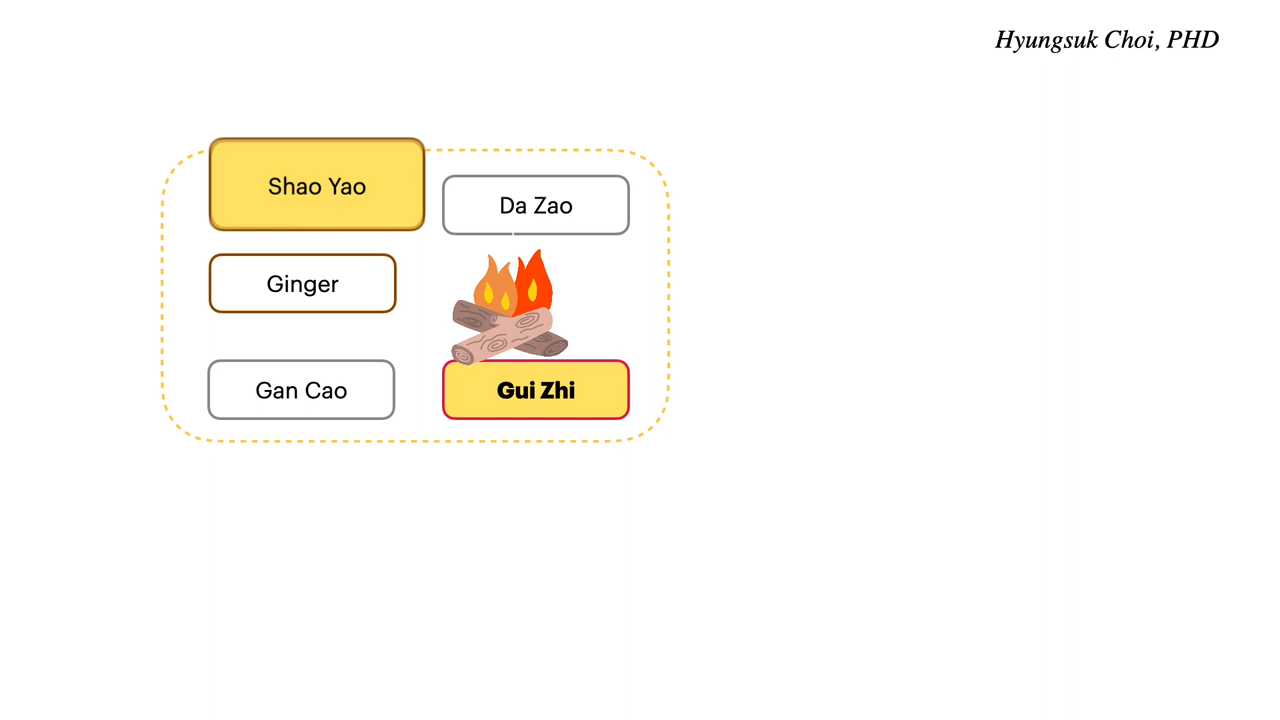 Hyungsuk Choi, PHD
Shao Yao
Da Zao
Ginger
Gan Cao
Gui Zhi